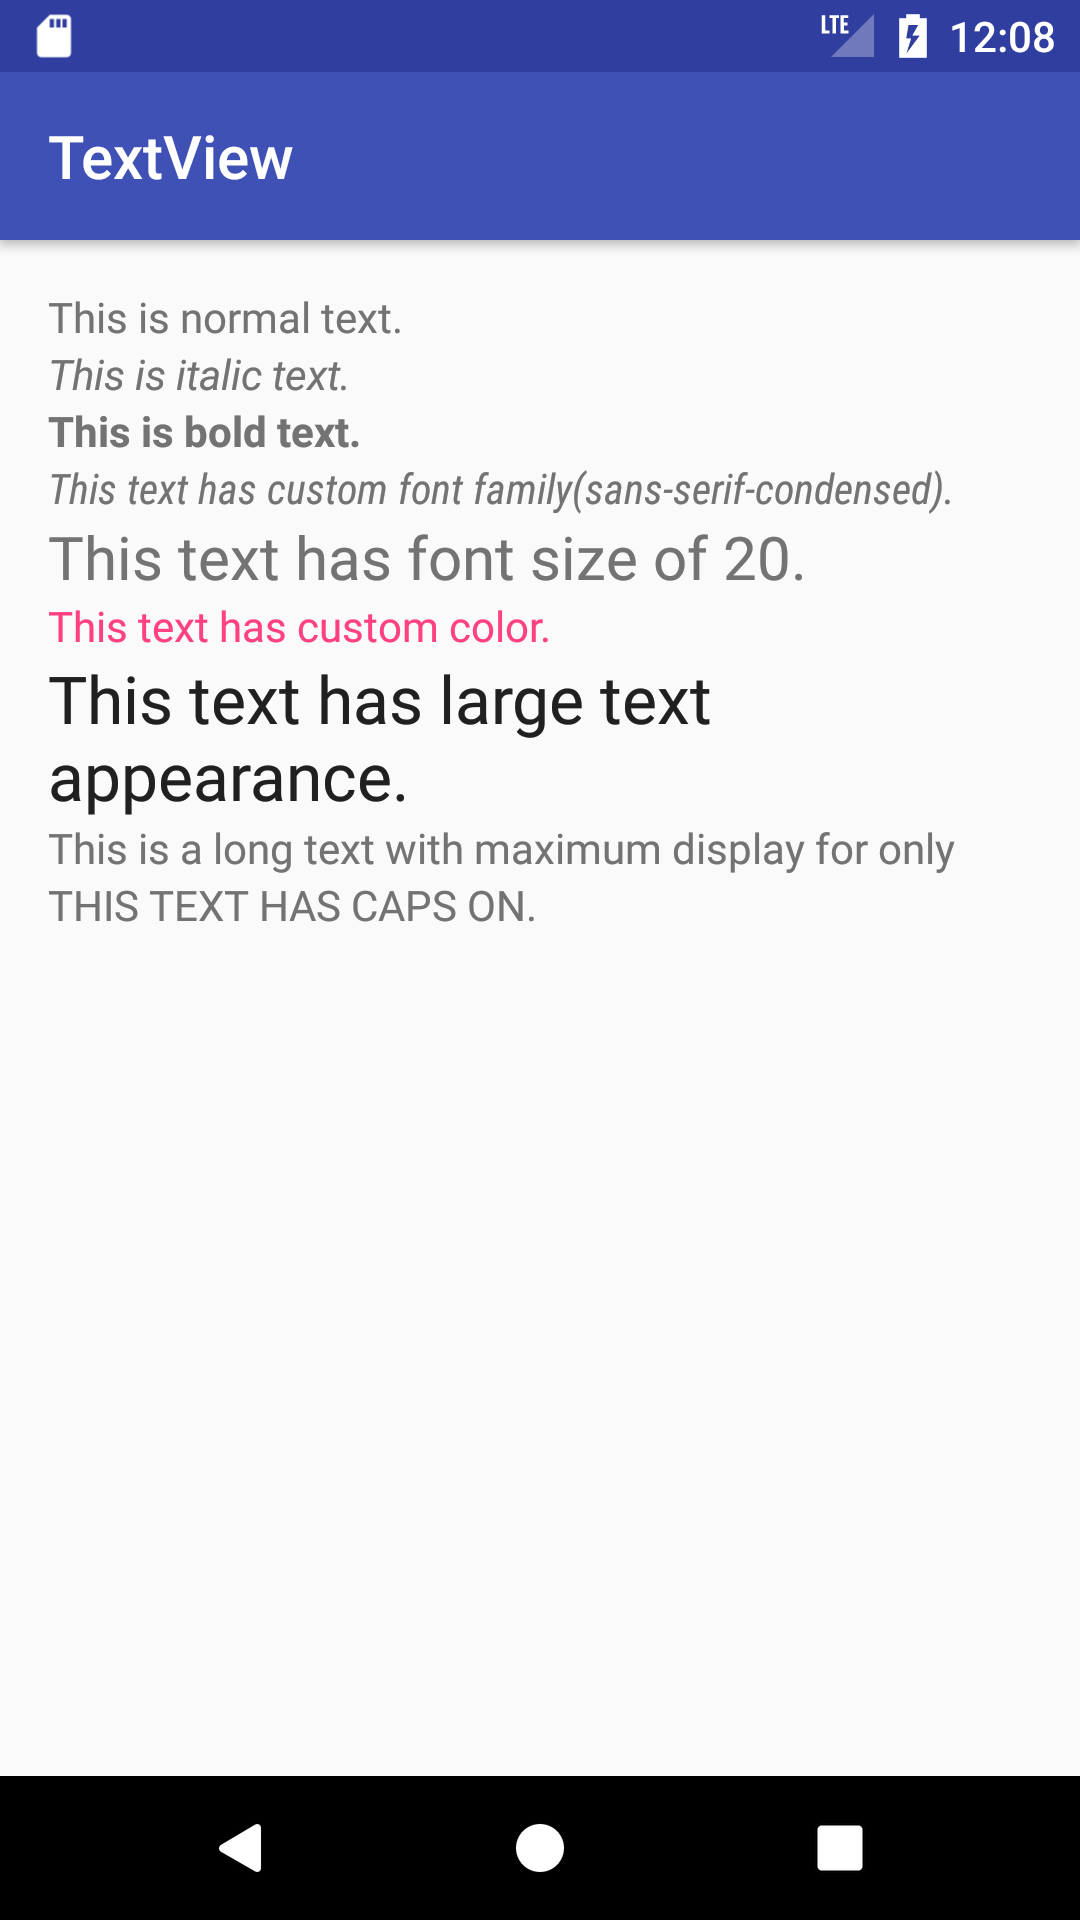 LTE 12:08
TextView
This is normal text.
This is italic text.
This is bold text.
This text has custom font family(sans-serif-condensed).
This text has font size of 20.
This text has custom color.
This text has large text
appearance.
This is a long text with maximum display for only
THIS TEXT HAS CAPS ON.